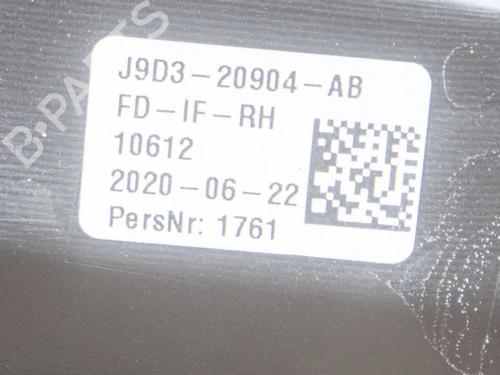 J9D3-20904-AB
FD-IF-RH
10612
2020-06-22
PersNr: 1761
B-PARTS